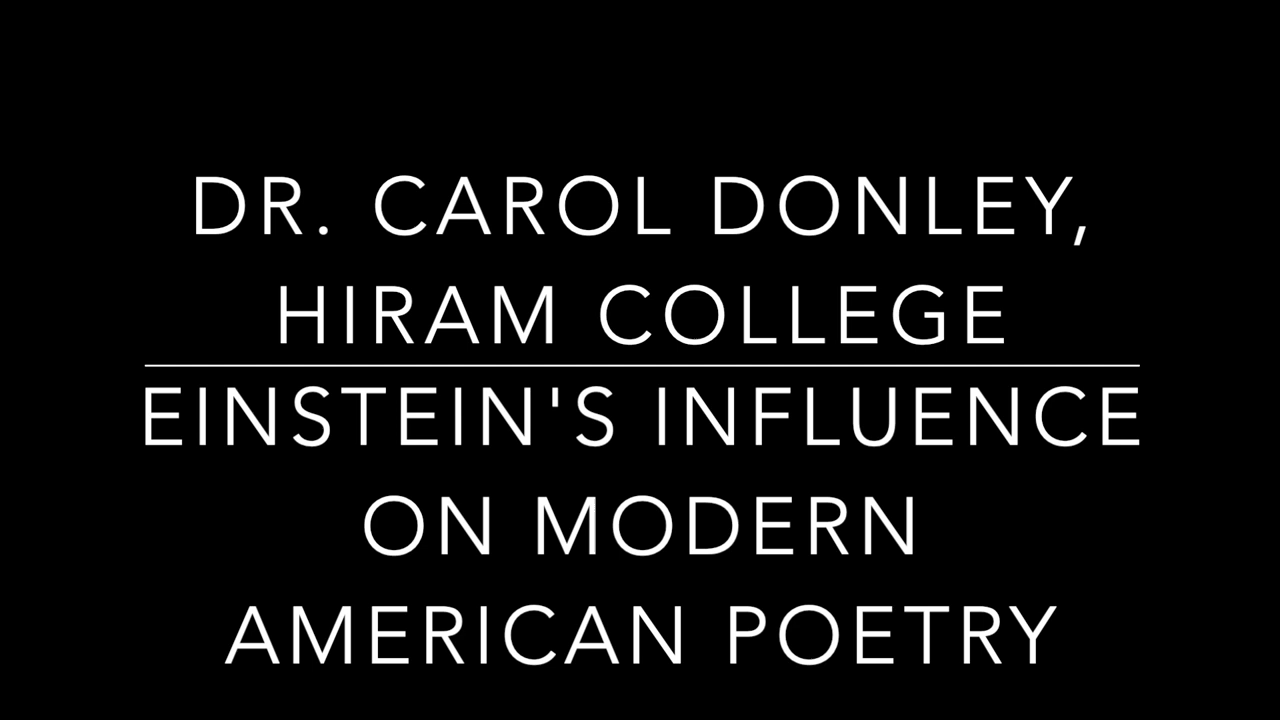 DR. CAROL DONLEY,
HIRAM COLLEGE
EINSTEIN'S INFLUENCE
ON MODERN
AMERICAN POETRY